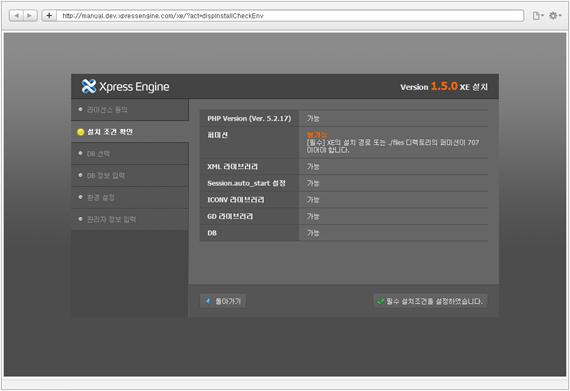 http://manual.dev.xpressengine.com/xe/?act=dispInstallCheckEnv
Xpress Engine
Version 1.5.0 XE 설치
라이선스 동의
설치 조건 확인
DB 선택
DB 정보 입력
환경 설정
관리자 정보 입력
PHP Version (Ver. 5.2.17) 가능
퍼미션 불가능
[필수] XE의 설치 경로 또는 ./files 디렉토리의 퍼미션이 707
이어야 합니다.
XML 라이브러리 가능
Session.auto_start 설정 가능
ICONV 라이브러리 가능
GD 라이브러리 가능
DB 가능
돌아가기
필수 설치조건을 설정하였습니다.